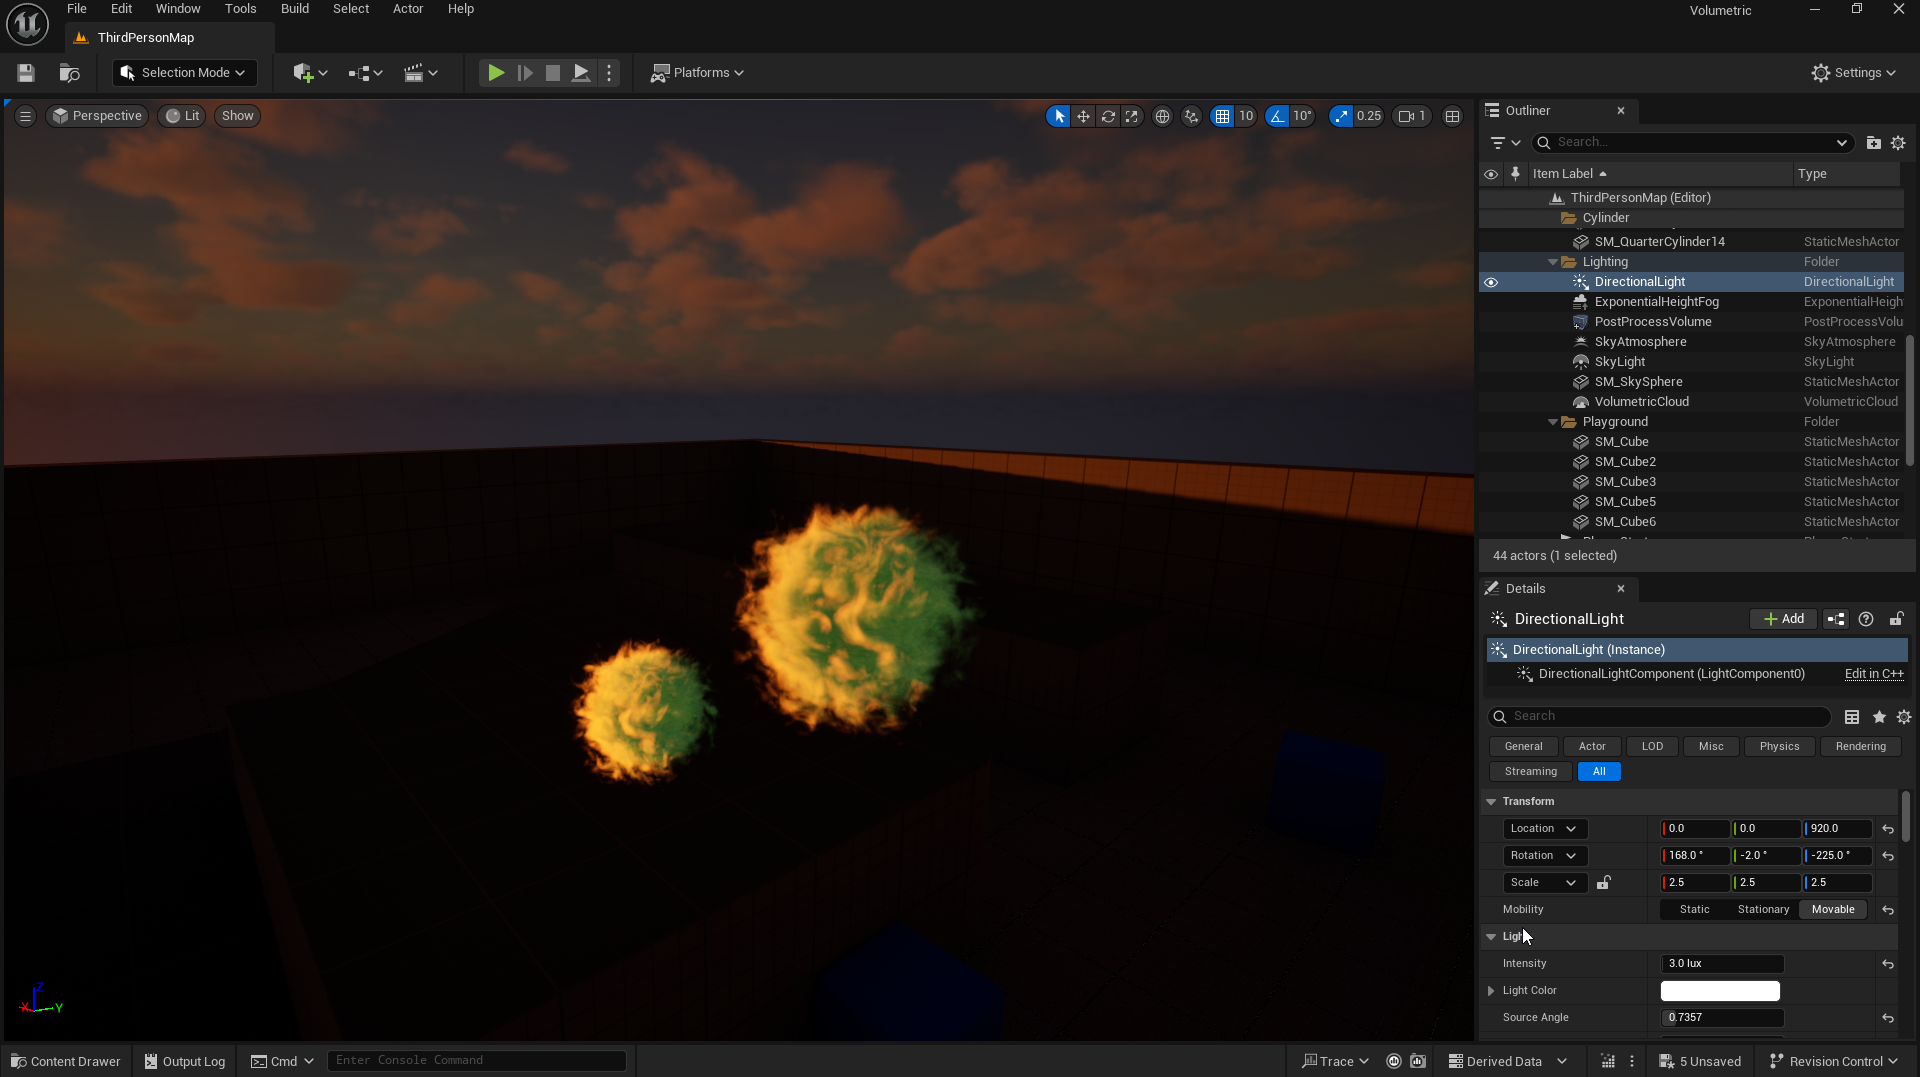 File Edit Window Tools Build Select Actor Help
Volumetric
ThirdPersonMap
Selection Mode
Platforms
Settings
Perspective Lit Show
10 10° 0.25 1
Outliner
Search...
Item Label Type
ThirdPersonMap (Editor)
Cylinder
SM_QuarterCylinder14 StaticMeshActor
Lighting Folder
DirectionalLight DirectionalLight
ExponentialHeightFog ExponentialHeigh
PostProcessVolume PostProcessVolu
SkyAtmosphere SkyAtmosphere
SkyLight SkyLight
SM_SkySphere StaticMeshActor
VolumetricCloud VolumetricCloud
Playground Folder
SM_Cube StaticMeshActor
SM_Cube2 StaticMeshActor
SM_Cube3 StaticMeshActor
SM_Cube5 StaticMeshActor
SM_Cube6 StaticMeshActor
44 actors (1 selected)
Details
DirectionalLight
Add
DirectionalLight (Instance)
DirectionalLightComponent (LightComponent0) Edit in C++
Search
General Actor LOD Misc Physics Rendering
Streaming All
Transform
Location 0.0 0.0 920.0
Rotation 168.0 ° -2.0 ° -225.0 °
Scale 2.5 2.5 2.5
Mobility Static Stationary Movable
Intensity 3.0 lux
Light Color
Source Angle 0.7357
X Z Y
Content Drawer Output Log Cmd Enter Console Command
Trace Derived Data 5 Unsaved Revision Control